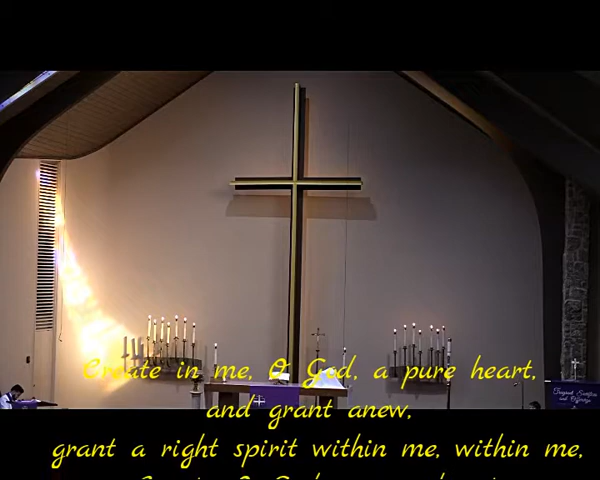 Create in me, O God, a pure heart,
and grant anew,
grant a right spirit within me, within me,